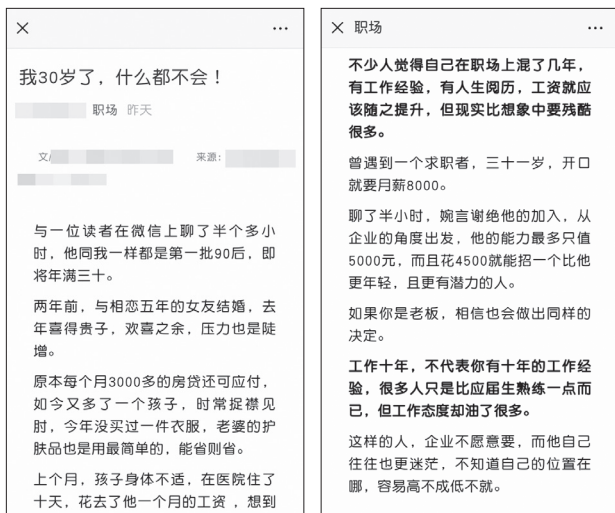 我30岁了，什么都不会！
职场 昨天
文/
来源：
与一位读者在微信上聊了半个多小
时，他同我一样都是第一批90后，即
将年满三十。
两年前，与相恋五年的女友结婚，去
年喜得贵子，欢喜之余，压力也是陡
增。
原本每个月3000多的房贷还可应付，
如今又多了一个孩子，时常捉襟见
肘，今年没买过一件衣服，老婆的护
肤品也是用最简单的，能省则省。
上个月，孩子身体不适，在医院住了
十天，花去了他一个月的工资 ，想到
职场
不少人觉得自己在职场上混了几年，
有工作经验，有人生阅历，工资就应
该随之提升，但现实比想象中要残酷
很多。
曾遇到一个求职者，三十一岁，开口
就要月薪8000。
聊了半小时，婉言谢绝他的加入，从
企业的角度出发，他的能力最多只值
5000元，而且花4500就能招一个比他
更年轻，且更有潜力的人。
如果你是老板，相信也会做出同样的
决定。
工作十年，不代表你有十年的工作经
验，很多人只是比应届生熟练一点而
已，但工作态度却油了很多。
这样的人，企业不愿意要，而他自己
往往也更迷茫，不知道自己的位置在
哪，容易高不成低不就。